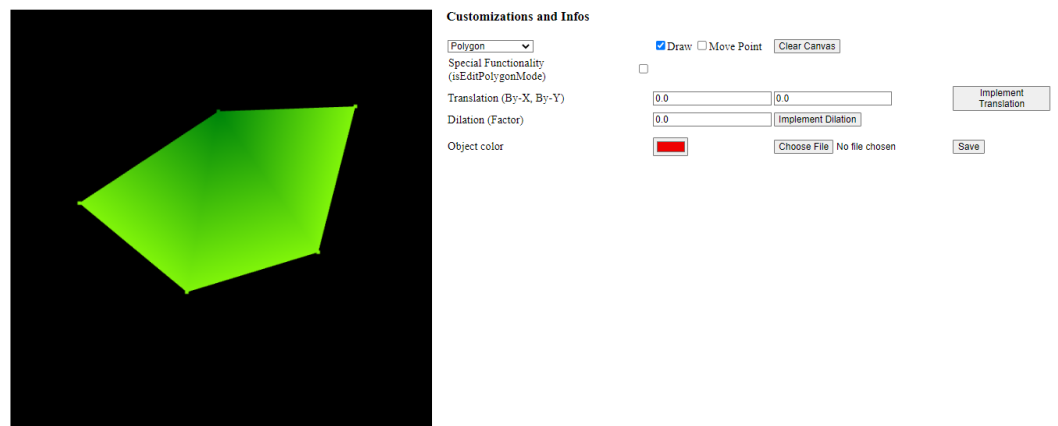 Customizations and Infos
Polygon Draw Move Point Clear Canvas
Special Functionality
(isEditPolygonMode)
Translation (By-X, By-Y) 0.0 0.0 Implement
Translation
Dilation (Factor) 0.0 Implement Dilation
Object color Choose File No file chosen Save